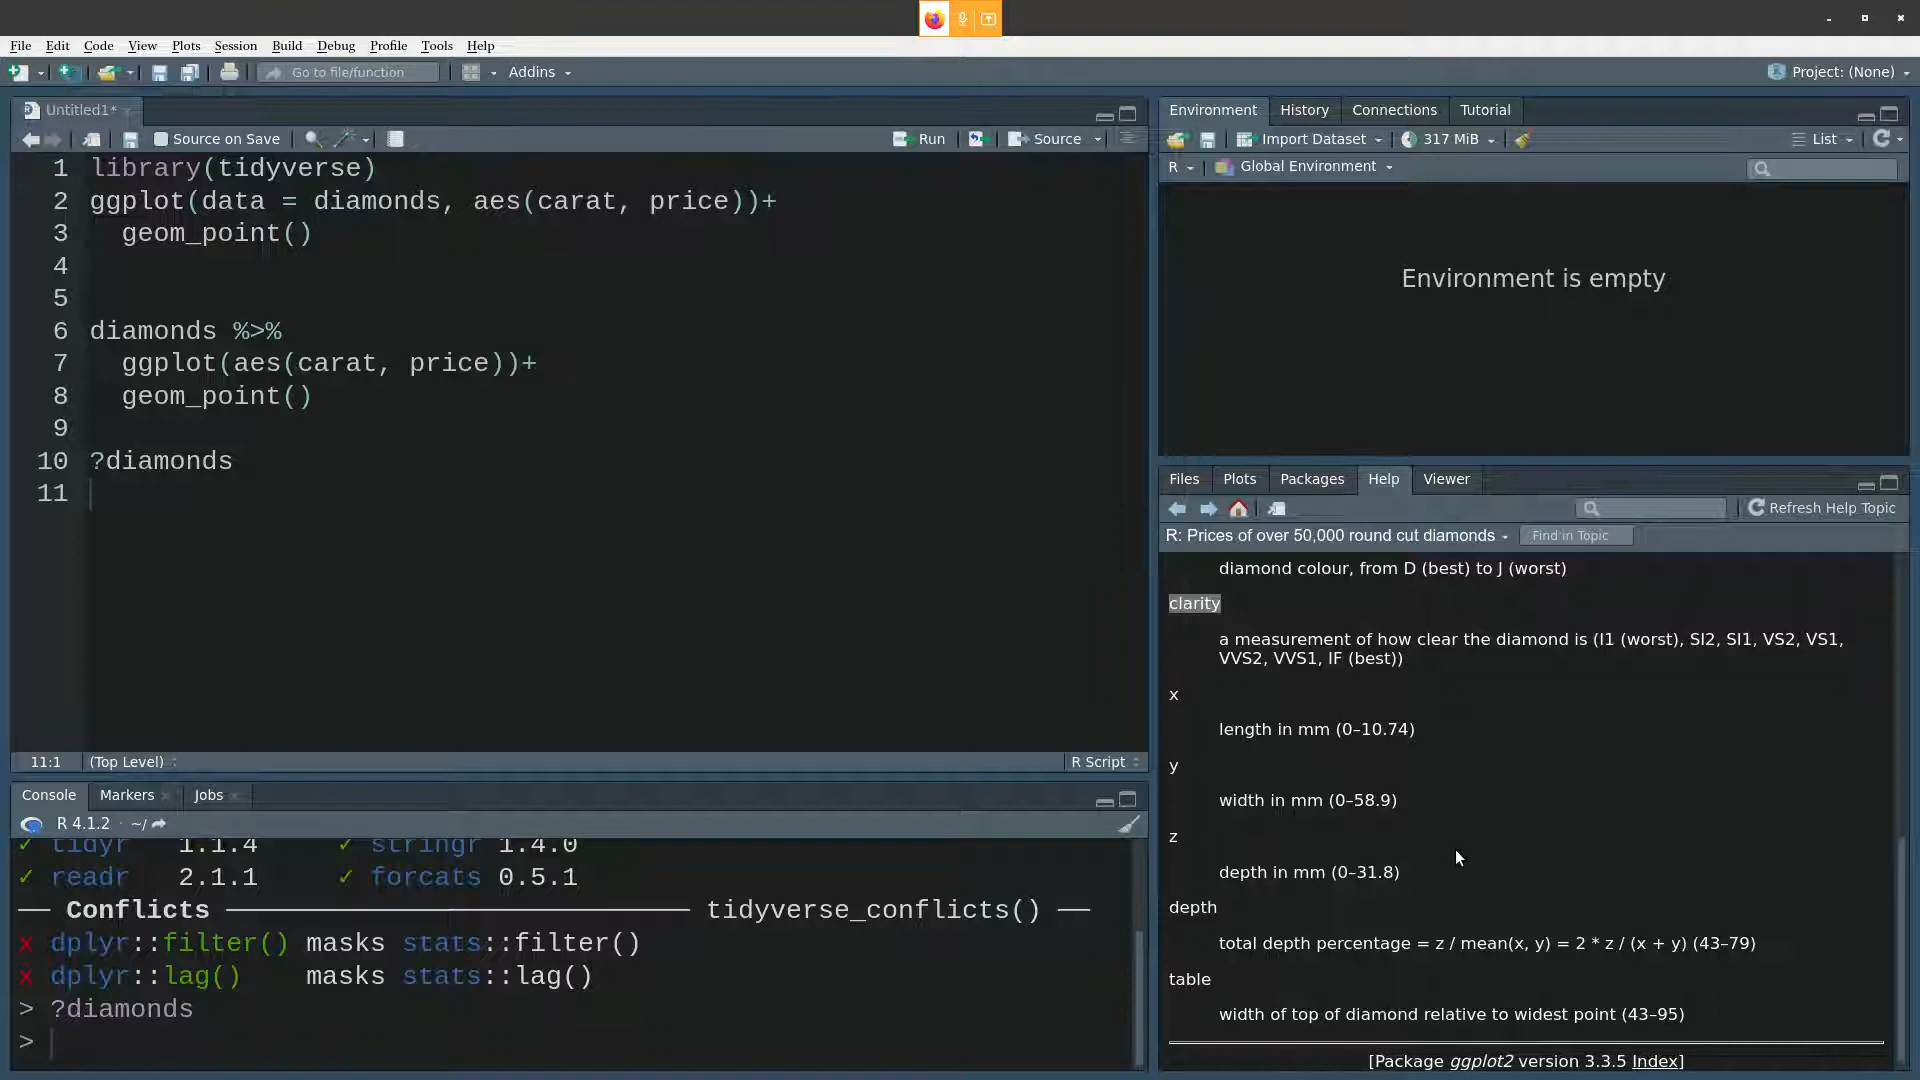 File Edit Code View Plots Session Build Debug Profile Tools Help
Go to file/function Addins Project: (None)
Untitled1*
Source on Save Run Source
1 library(tidyverse)
2 ggplot(data = diamonds, aes(carat, price))+
3 geom_point()
4
5
6 diamonds %>%
7 ggplot(aes(carat, price))+
8 geom_point()
9
10 ?diamonds
11
11:1 (Top Level) R Script
Console Markers Jobs
R 4.1.2 · ~/
✓ tidyr 1.1.4 ✓ stringr 1.4.0
✓ readr 2.1.1 ✓ forcats 0.5.1
── Conflicts ── tidyverse_conflicts() ──
x dplyr::filter() masks stats::filter()
x dplyr::lag() masks stats::lag()
> ?diamonds
>
Environment History Connections Tutorial
Import Dataset 317 MiB List
R Global Environment
Environment is empty
Files Plots Packages Help Viewer
Refresh Help Topic
R: Prices of over 50,000 round cut diamonds Find in Topic
diamond colour, from D (best) to J (worst)
clarity
a measurement of how clear the diamond is (I1 (worst), SI2, SI1, VS2, VS1,
VVS2, VVS1, IF (best))
x
length in mm (0–10.74)
y
width in mm (0–58.9)
z
depth in mm (0–31.8)
depth
total depth percentage = z / mean(x, y) = 2 * z / (x + y) (43–79)
table
width of top of diamond relative to widest point (43–95)
[Package ggplot2 version 3.3.5 Index]